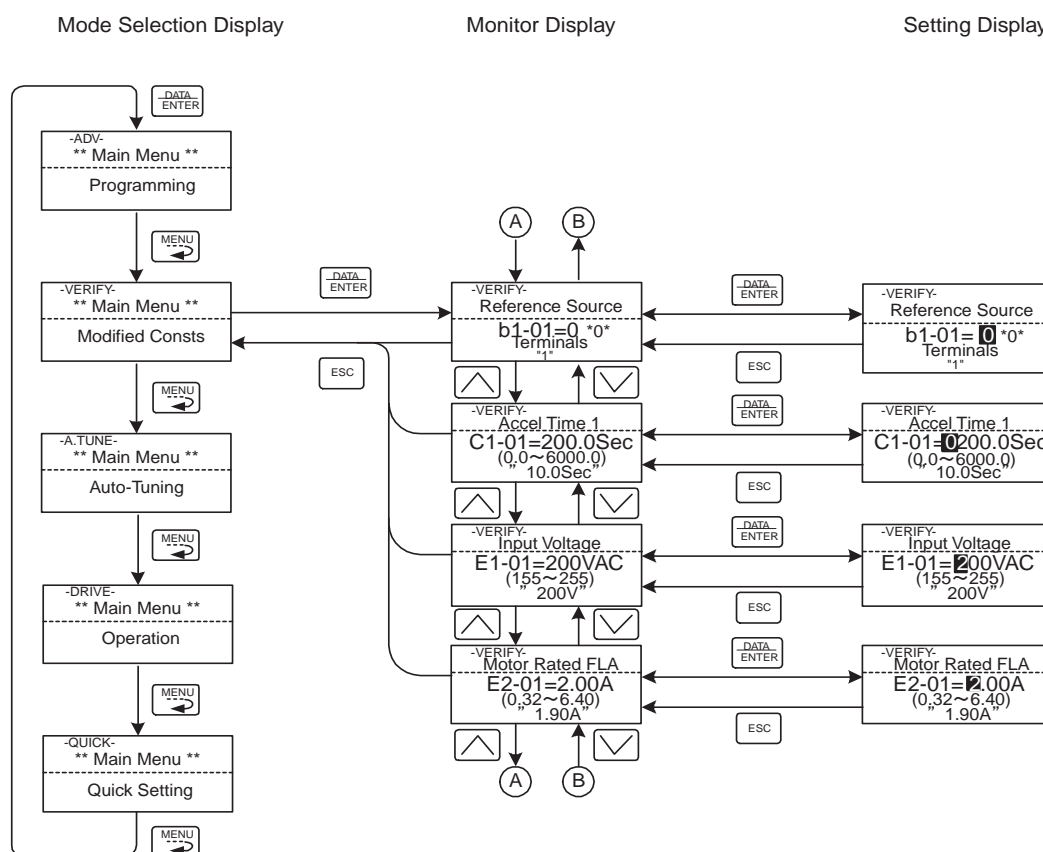 Mode Selection Display
Monitor Display
Setting Display
DATA
ENTER
-ADV-
** Main Menu **
Programming
MENU
-VERIFY-
** Main Menu **
Modified Consts
MENU
-A.TUNE-
** Main Menu **
Auto-Tuning
MENU
-DRIVE-
** Main Menu **
Operation
MENU
-QUICK-
** Main Menu **
Quick Setting
MENU
DATA
ENTER
ESC
A
B
-VERIFY-
Reference Source
b1-01=0 *0*
Terminals
"1"
-VERIFY-
Accel Time 1
C1-01=200.0Sec
(0.0~6000.0)
" 10.0Sec"
-VERIFY-
Input Voltage
E1-01=200VAC
(155~255)
" 200V"
-VERIFY-
Motor Rated FLA
E2-01=2.00A
(0.32~6.40)
" 1.90A"
A
B
DATA
ENTER
ESC
DATA
ENTER
ESC
DATA
ENTER
ESC
DATA
ENTER
ESC
-VERIFY-
Reference Source
b1-01= 0 *0*
Terminals
"1"
-VERIFY-
Accel Time 1
C1-01=0200.0Sec
(0.0~6000.0)
" 10.0Sec"
-VERIFY-
Input Voltage
E1-01=200VAC
(155~255)
" 200V"
-VERIFY-
Motor Rated FLA
E2-01=2.00A
(0.32~6.40)
" 1.90A"